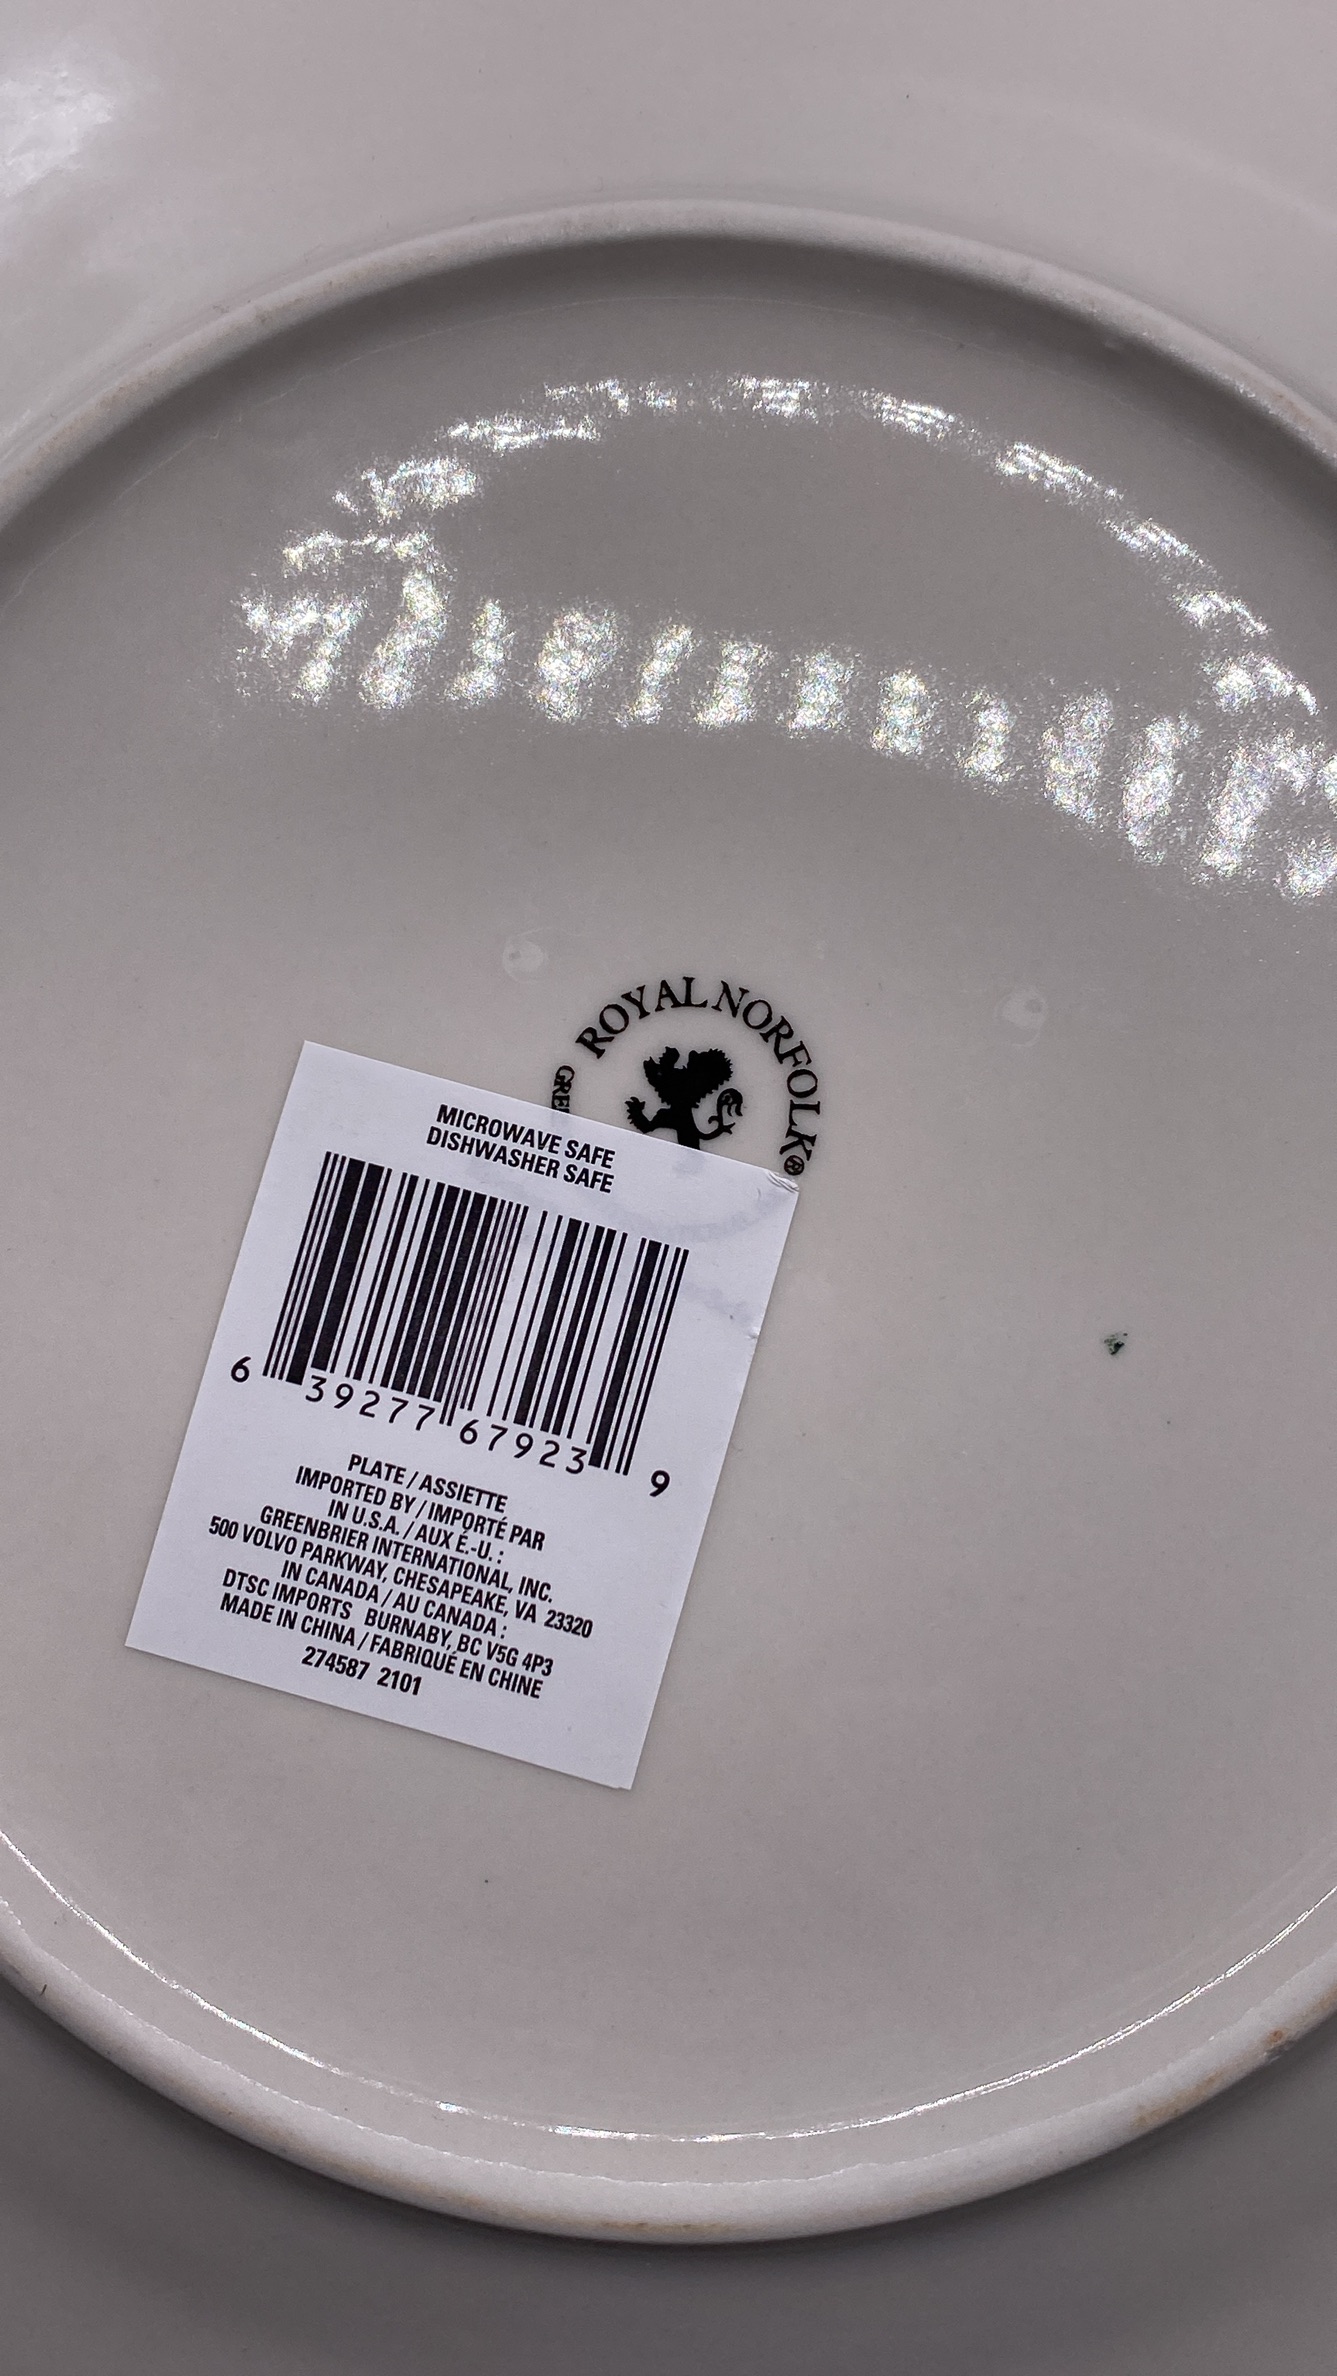 ROYAL NORFOLK®
MICROWAVE SAFE
DISHWASHER SAFE
6 39277 67923 9
PLATE / ASSIETTE
IMPORTED BY / IMPORTÉ PAR
IN U.S.A. / AUX É.-U. :
GREENBRIER INTERNATIONAL, INC.
500 VOLVO PARKWAY, CHESAPEAKE, VA 23320
IN CANADA / AU CANADA :
DTSC IMPORTS BURNABY, BC V5G 4P3
MADE IN CHINA / FABRIQUÉ EN CHINE
274587 2101